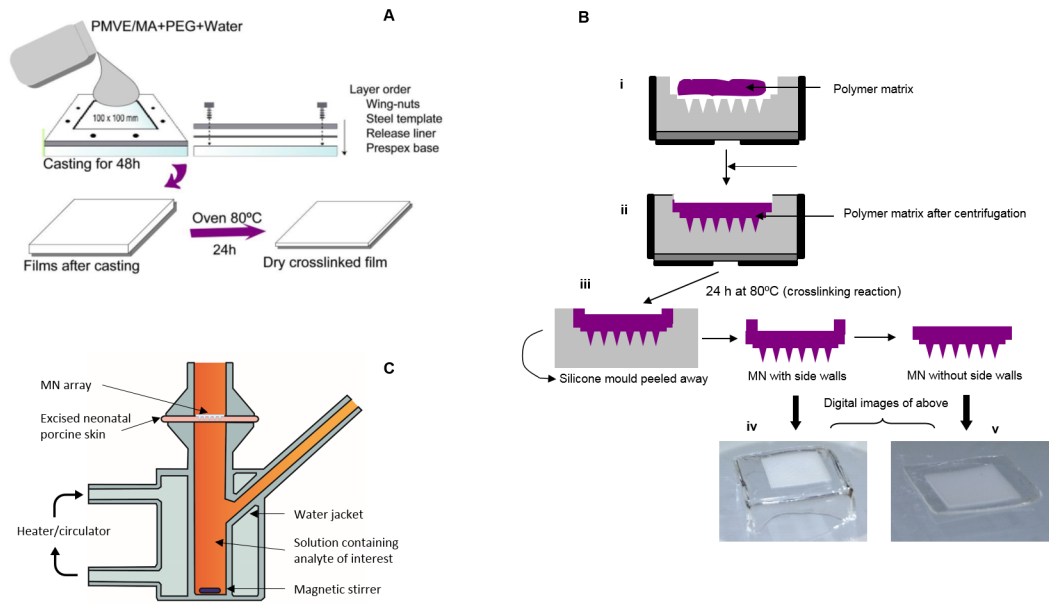 A
PMVE/MA+PEG+Water
100 x 100 mm
Layer order
Wing-nuts
Steel template
Release liner
Prespex base
Casting for 48h
Oven 80ºC
24h
Films after casting
Dry crosslinked film
B
i
Polymer matrix
ii
Polymer matrix after centrifugation
iii
24 h at 80ºC (crosslinking reaction)
Silicone mould peeled away
MN with side walls
MN without side walls
Digital images of above
iv
v
C
MN array
Excised neonatal
porcine skin
Heater/circulator
Water jacket
Solution containing
analyte of interest
Magnetic stirrer